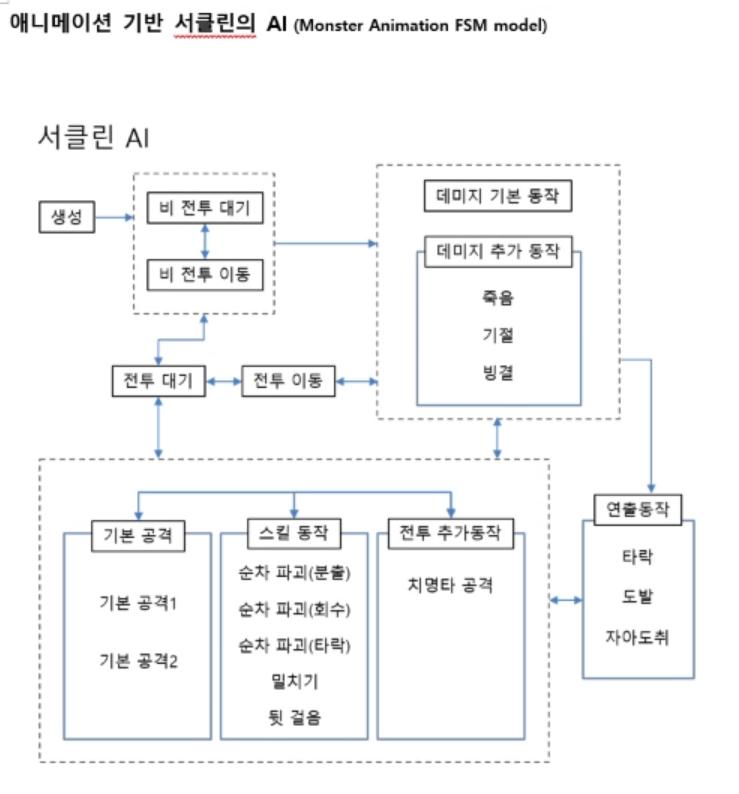 애니메이션 기반 서클린의 AI (Monster Animation FSM model)
서클린 AI
생성
비 전투 대기
비 전투 이동
데미지 기본 동작
데미지 추가 동작
죽음
기절
빙결
전투 대기
전투 이동
기본 공격
기본 공격1
기본 공격2
스킬 동작
순차 파괴(분출)
순차 파괴(회수)
순차 파괴(타락)
밀치기
뒷 걸음
전투 추가동작
치명타 공격
연출동작
타락
도발
자아도취